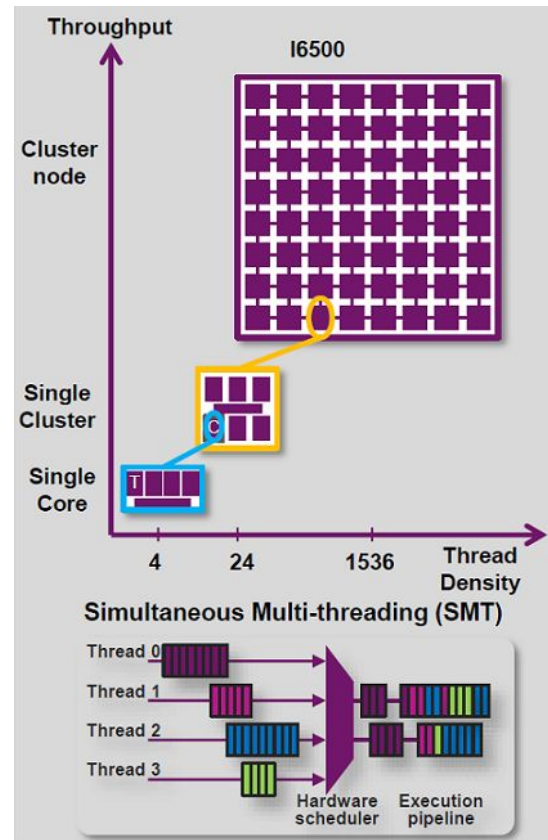 Throughput
I6500
Cluster
node
Single
Cluster
C
Single
Core
T
4
24
1536
Thread
Density
Simultaneous Multi-threading (SMT)
Thread 0
Thread 1
Thread 2
Thread 3
Hardware
scheduler
Execution
pipeline